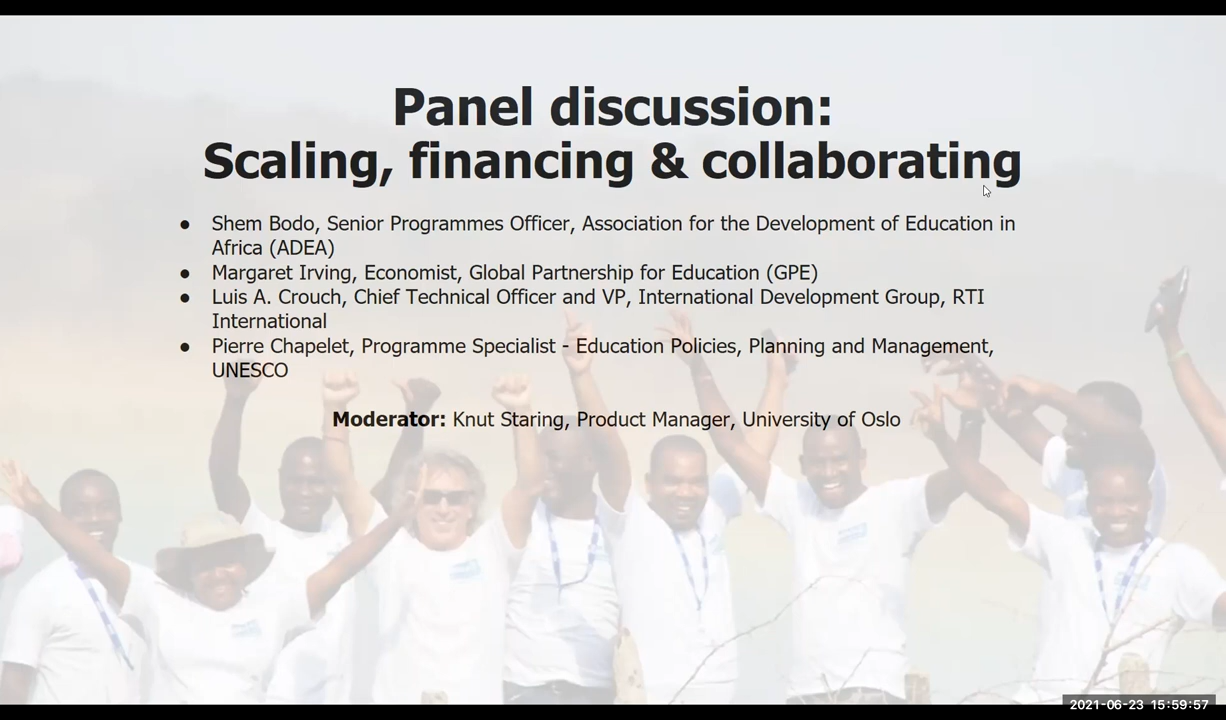 Panel discussion:
Scaling, financing & collaborating
● Shem Bodo, Senior Programmes Officer, Association for the Development of Education in
Africa (ADEA)
● Margaret Irving, Economist, Global Partnership for Education (GPE)
● Luis A. Crouch, Chief Technical Officer and VP, International Development Group, RTI
International
● Pierre Chapelet, Programme Specialist - Education Policies, Planning and Management,
UNESCO
Moderator: Knut Staring, Product Manager, University of Oslo
2021-06-23 15:59:57